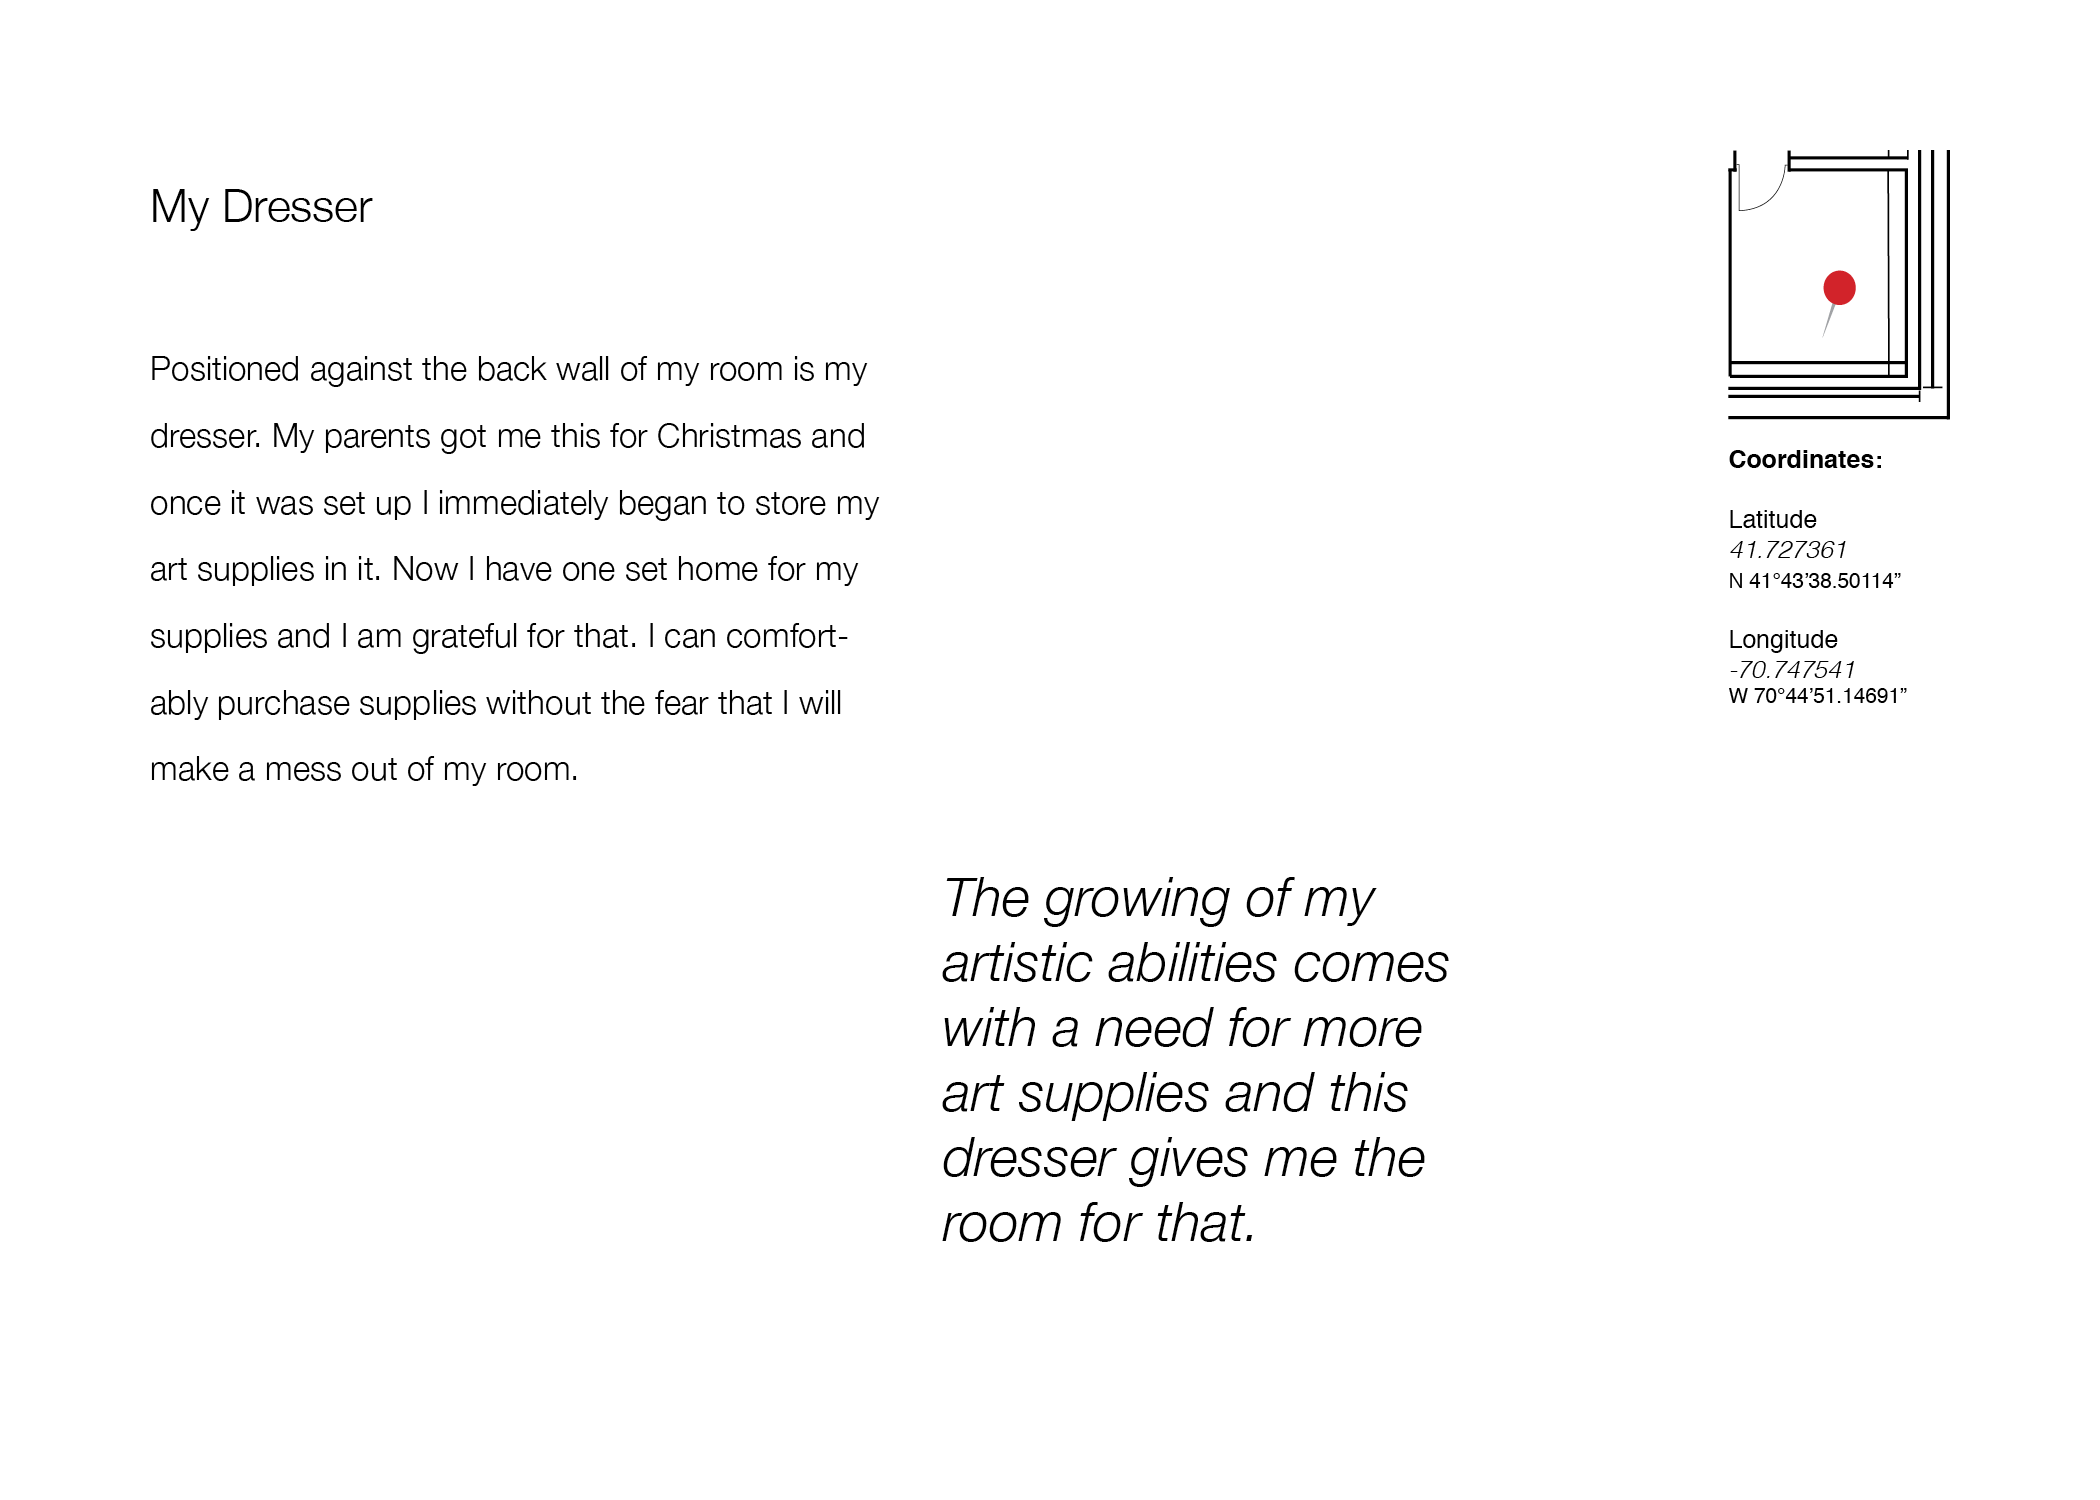 My Dresser
Positioned against the back wall of my room is my
dresser. My parents got me this for Christmas and
once it was set up I immediately began to store my
art supplies in it. Now I have one set home for my
supplies and I am grateful for that. I can comfort-
ably purchase supplies without the fear that I will
make a mess out of my room.
The growing of my
artistic abilities comes
with a need for more
art supplies and this
dresser gives me the
room for that.
Coordinates:
Latitude
41.727361
N 41°43’38.50114”
Longitude
-70.747541
W 70°44’51.14691”